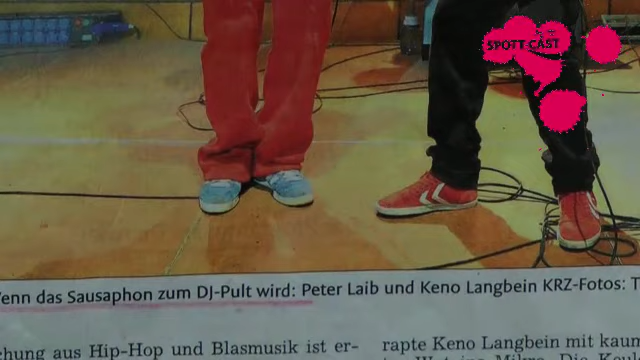 SPOTT CAST
Wenn das Sausaphon zum DJ-Pult wird: Peter Laib und Keno Langbein KRZ-Fotos: T
chung aus Hip-Hop und Blasmusik ist er-
rapte Keno Langbein mit kaum